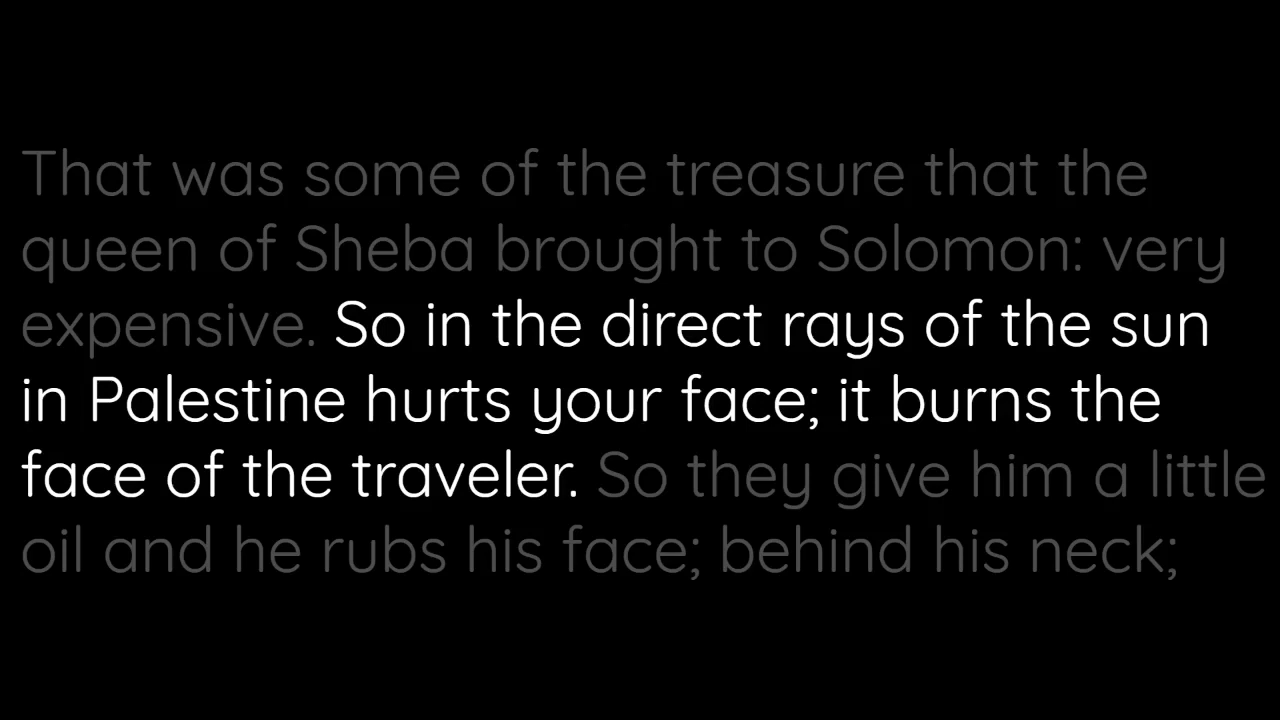 That was some of the treasure that the
queen of Sheba brought to Solomon: very
expensive. So in the direct rays of the sun
in Palestine hurts your face; it burns the
face of the traveler. So they give him a little
oil and he rubs his face; behind his neck;